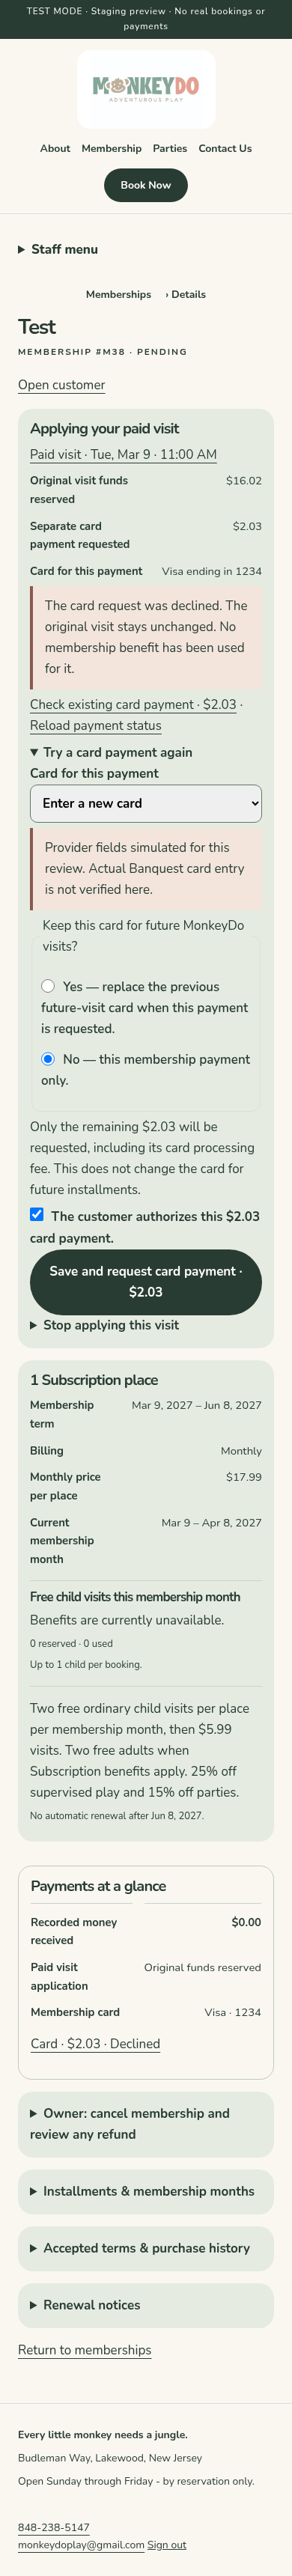 TEST MODE · Staging preview · No real bookings or
payments
MONKEYDO
ADVENTUROUS PLAY
About Membership Parties Contact Us
Book Now
Staff menu
Memberships › Details
Test
MEMBERSHIP #M38 · PENDING
Open customer
Applying your paid visit
Paid visit · Tue, Mar 9 · 11:00 AM
Original visit funds $16.02
reserved
Separate card $2.03
payment requested
Card for this payment Visa ending in 1234
The card request was declined. The
original visit stays unchanged. No
membership benefit has been used
for it.
Check existing card payment · $2.03 ·
Reload payment status
Try a card payment again
Card for this payment
Enter a new card
Provider fields simulated for this
review. Actual Banquest card entry
is not verified here.
Keep this card for future MonkeyDo
visits?
Yes — replace the previous
future-visit card when this payment
is requested.
No — this membership payment
only.
Only the remaining $2.03 will be
requested, including its card processing
fee. This does not change the card for
future installments.
The customer authorizes this $2.03
card payment.
Save and request card payment ·
$2.03
Stop applying this visit
1 Subscription place
Membership Mar 9, 2027 – Jun 8, 2027
term
Billing Monthly
Monthly price $17.99
per place
Current Mar 9 – Apr 8, 2027
membership
month
Free child visits this membership month
Benefits are currently unavailable.
0 reserved · 0 used
Up to 1 child per booking.
Two free ordinary child visits per place
per membership month, then $5.99
visits. Two free adults when
Subscription benefits apply. 25% off
supervised play and 15% off parties.
No automatic renewal after Jun 8, 2027.
Payments at a glance
Recorded money $0.00
received
Paid visit Original funds reserved
application
Membership card Visa · 1234
Card · $2.03 · Declined
Owner: cancel membership and
review any refund
Installments & membership months
Accepted terms & purchase history
Renewal notices
Return to memberships
Every little monkey needs a jungle.
Budleman Way, Lakewood, New Jersey
Open Sunday through Friday - by reservation only.
848-238-5147
monkeydoplay@gmail.com Sign out